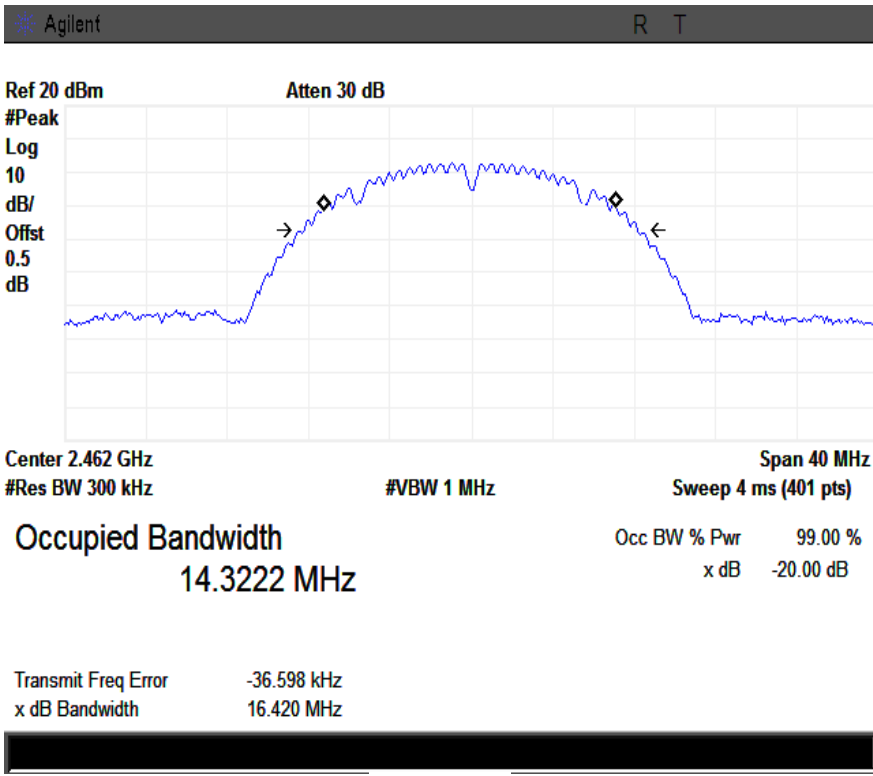 Agilent R T
Ref 20 dBm Atten 30 dB
#Peak
Log
10
dB/
Offst
0.5
dB
Center 2.462 GHz Span 40 MHz
#Res BW 300 kHz #VBW 1 MHz Sweep 4 ms (401 pts)
Occupied Bandwidth Occ BW % Pwr 99.00 %
14.3222 MHz x dB -20.00 dB
Transmit Freq Error -36.598 kHz
x dB Bandwidth 16.420 MHz